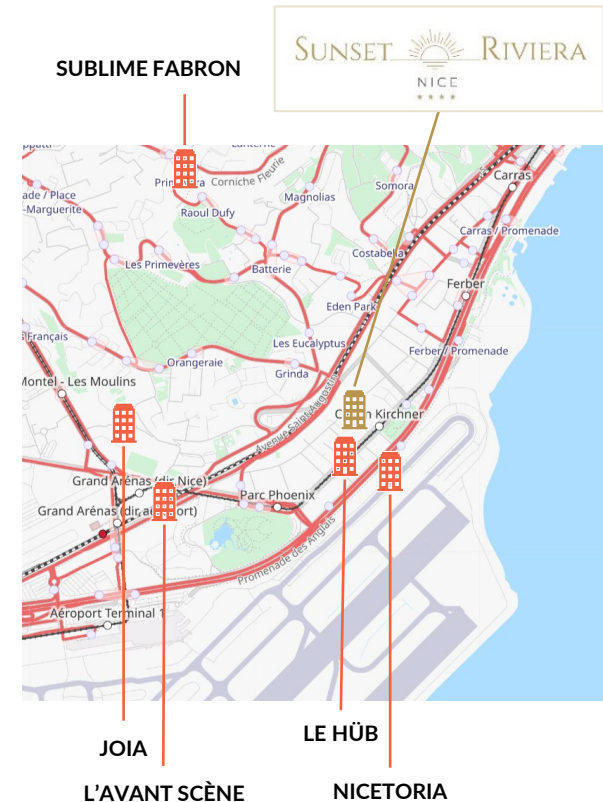 SUBLIME FABRON
SUNSET RIVIERA
NICE
****
Lanterne
Corniche Fleurie
Magnolias
Somora
Carras
ade / Place
-Marguerite
Raoul Dufy
Carras / Promenade
Costabella
Les Primevères
Batterie
Ferber
Eden Park
s Français
Les Eucalyptus
Ferber / Promenade
Orangeraie
Grinda
Montel - Les Moulins
Avenue Saint-Augustin
Kirchner
Grand Arénas (dir. Nice)
Parc Phoenix
Grand Arénas (dir. aéroport)
Promenade des Anglais
Aéroport Terminal 1
JOIA
LE HÜB
L'AVANT SCÈNE
NICETORIA